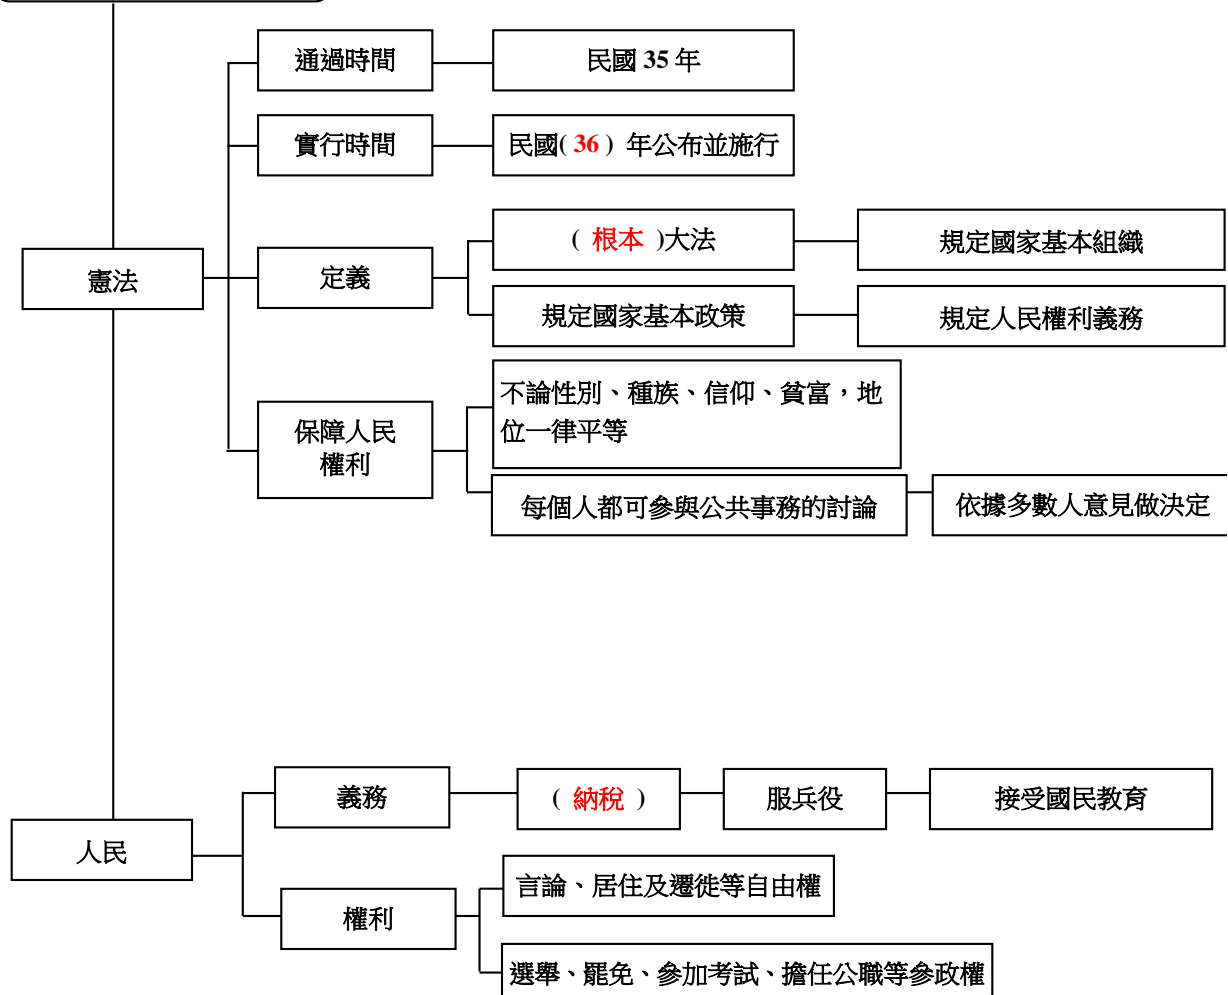 通過時間
民國 35 年
實行時間
民國( 36 ) 年公布並施行
憲法
定義
( 根本 )大法
規定國家基本組織
規定國家基本政策
規定人民權利義務
保障人民
權利
不論性別、種族、信仰、貧富，地
位一律平等
每個人都可參與公共事務的討論
依據多數人意見做決定
人民
義務
( 納稅 )
服兵役
接受國民教育
權利
言論、居住及遷徙等自由權
選舉、罷免、參加考試、擔任公職等參政權